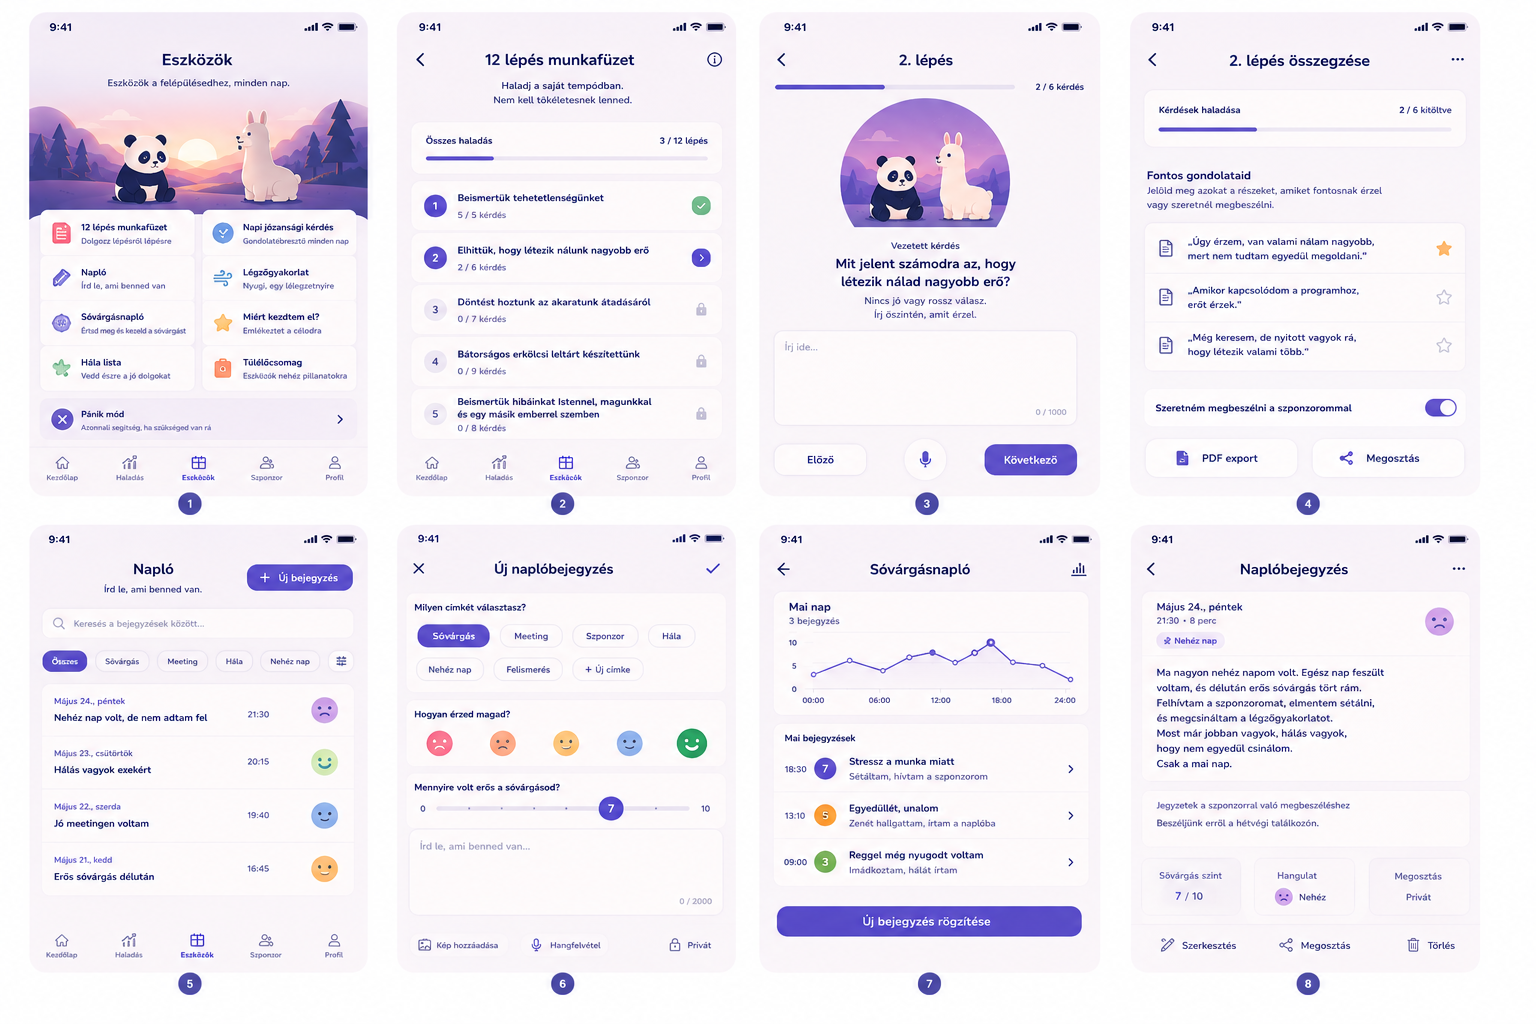 9:41
Eszközök
Eszközök a felépülésedhez, minden nap.
12 lépés munkafüzet
Dolgozz lépésről lépésre
Napi józansági kérdés
Gondolatébresztő minden nap
Napló
Írd le, ami benned van
Légzőgyakorlat
Nyugi, egy lélegzetnyire
Sóvárgásnapló
Értsd meg és kezeld a sóvárgást
Miért kezdtem el?
Emlékeztet a célodra
Hála lista
Vedd észre a jó dolgokat
Túlélőcsomag
Eszközök nehéz pillanatokra
Pánik mód
Azonnali segítség, ha szükséged van rá
Kezdőlap
Haladás
Eszközök
Szponzor
Profil
1
9:41
12 lépés munkafüzet
Haladj a saját tempódban.
Nem kell tökéletesnek lenned.
Összes haladás
3 / 12 lépés
1
Beismertük tehetetlenségünket
5 / 5 kérdés
2
Elhittük, hogy létezik nálunk nagyobb erő
2 / 6 kérdés
3
Döntést hoztunk az akaratunk átadásáról
0 / 7 kérdés
4
Bátorságos erkölcsi leltárt készítettünk
0 / 9 kérdés
5
Beismertük hibáinkat Istennel, magunkkal
és egy másik emberrel szemben
0 / 8 kérdés
Kezdőlap
Haladás
Eszközök
Szponzor
Profil
2
9:41
2. lépés
2 / 6 kérdés
Vezetett kérdés
Mit jelent számodra az, hogy
létezik nálad nagyobb erő?
Nincs jó vagy rossz válasz.
Írj őszintén, amit érzel.
Írj ide...
0 / 1000
Előző
Következő
3
9:41
2. lépés összegzése
Kérdések haladása
2 / 6 kitöltve
Fontos gondolataid
Jelöld meg azokat a részeket, amiket fontosnak érzel
vagy szeretnél megbeszélni.
„Úgy érzem, van valami nálam nagyobb,
mert nem tudtam egyedül megoldani.”
„Amikor kapcsolódom a programhoz,
erőt érzek.”
„Még keresem, de nyitott vagyok rá,
hogy létezik valami több.”
Szeretném megbeszélni a szponzorommal
PDF export
Megosztás
4
9:41
Napló
Írd le, ami benned van.
+ Új bejegyzés
Keresés a bejegyzések között...
Összes
Sóvárgás
Meeting
Hála
Nehéz nap
Május 24., péntek
Nehéz nap volt, de nem adtam fel
21:30
Május 23., csütörtök
Hálás vagyok ezekért
20:15
Május 22., szerda
Jó meetingen voltam
19:40
Május 21., kedd
Erős sóvárgás délután
16:45
Kezdőlap
Haladás
Eszközök
Szponzor
Profil
5
9:41
Új naplóbejegyzés
Milyen címkét választasz?
Sóvárgás
Meeting
Szponzor
Hála
Nehéz nap
Felismerés
+ Új címke
Hogyan érzed magad?
Mennyire volt erős a sóvárgásod?
0
7
10
Írd le, ami benned van...
0 / 2000
Kép hozzáadása
Hangfelvétel
Privát
6
9:41
Sóvárgásnapló
Mai nap
3 bejegyzés
10
5
0
00:00
06:00
12:00
18:00
24:00
Mai bejegyzések
18:30
7
Stressz a munka miatt
Sétáltam, hívtam a szponzorom
13:10
5
Egyedüllét, unalom
Zenét hallgattam, írtam a naplóba
09:00
3
Reggel még nyugodt voltam
Imádkoztam, hálát írtam
Új bejegyzés rögzítése
7
9:41
Naplóbejegyzés
Május 24., péntek
21:30 • 8 perc
Nehéz nap
Ma nagyon nehéz napom volt. Egész nap feszült
voltam, és délután erős sóvárgás tört rám.
Felhívtam a szponzoromat, elmentem sétálni,
és megcsináltam a légzőgyakorlatot.
Most már jobban vagyok, hálás vagyok,
hogy nem egyedül csinálom.
Csak a mai nap.
Jegyzetek a szponzorral való megbeszéléshez
Beszéljünk erről a hétvégi találkozón.
Sóvárgás szint
7 / 10
Hangulat
Nehéz
Megosztás
Privát
Szerkesztés
Megosztás
Törlés
8